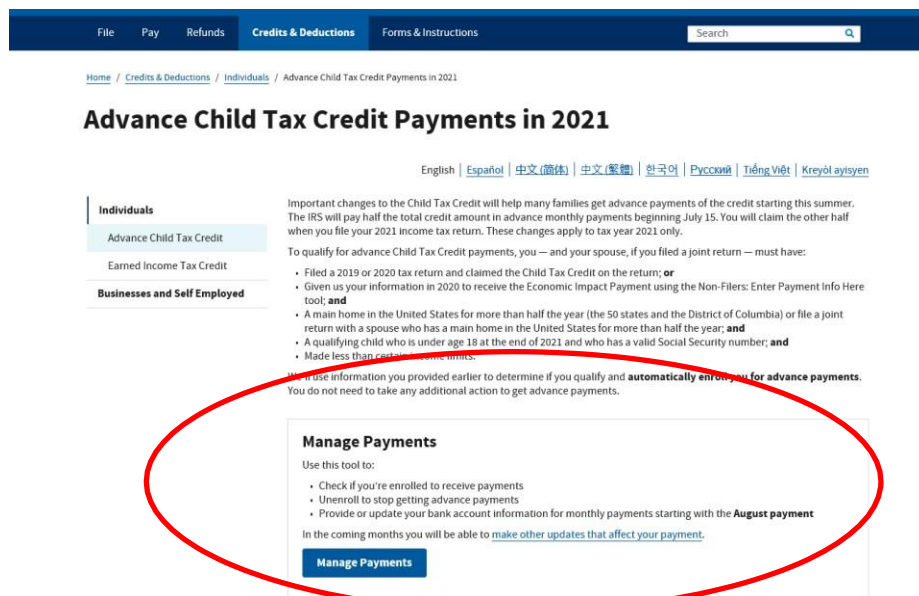 File Pay Refunds Credits & Deductions Forms & Instructions Search
Home / Credits & Deductions / Individuals / Advance Child Tax Credit Payments in 2021
Advance Child Tax Credit Payments in 2021
English | Español | 中文 (简体) | 中文 (繁體) | 한국어 | Русский | Tiếng Việt | Kreyòl ayisyen
Individuals
Advance Child Tax Credit
Earned Income Tax Credit
Businesses and Self Employed
Important changes to the Child Tax Credit will help many families get advance payments of the credit starting this summer.
The IRS will pay half the total credit amount in advance monthly payments beginning July 15. You will claim the other half
when you file your 2021 income tax return. These changes apply to tax year 2021 only.
To qualify for advance Child Tax Credit payments, you — and your spouse, if you filed a joint return — must have:
• Filed a 2019 or 2020 tax return and claimed the Child Tax Credit on the return; or
• Given us your information in 2020 to receive the Economic Impact Payment using the Non-Filers: Enter Payment Info Here
tool; and
• A main home in the United States for more than half the year (the 50 states and the District of Columbia) or file a joint
return with a spouse who has a main home in the United States for more than half the year; and
• A qualifying child who is under age 18 at the end of 2021 and who has a valid Social Security number; and
• Made less than certain income limits.
We'll use information you provided earlier to determine if you qualify and automatically enroll you for advance payments.
You do not need to take any additional action to get advance payments.
Manage Payments
Use this tool to:
• Check if you're enrolled to receive payments
• Unenroll to stop getting advance payments
• Provide or update your bank account information for monthly payments starting with the August payment
In the coming months you will be able to make other updates that affect your payment.
Manage Payments